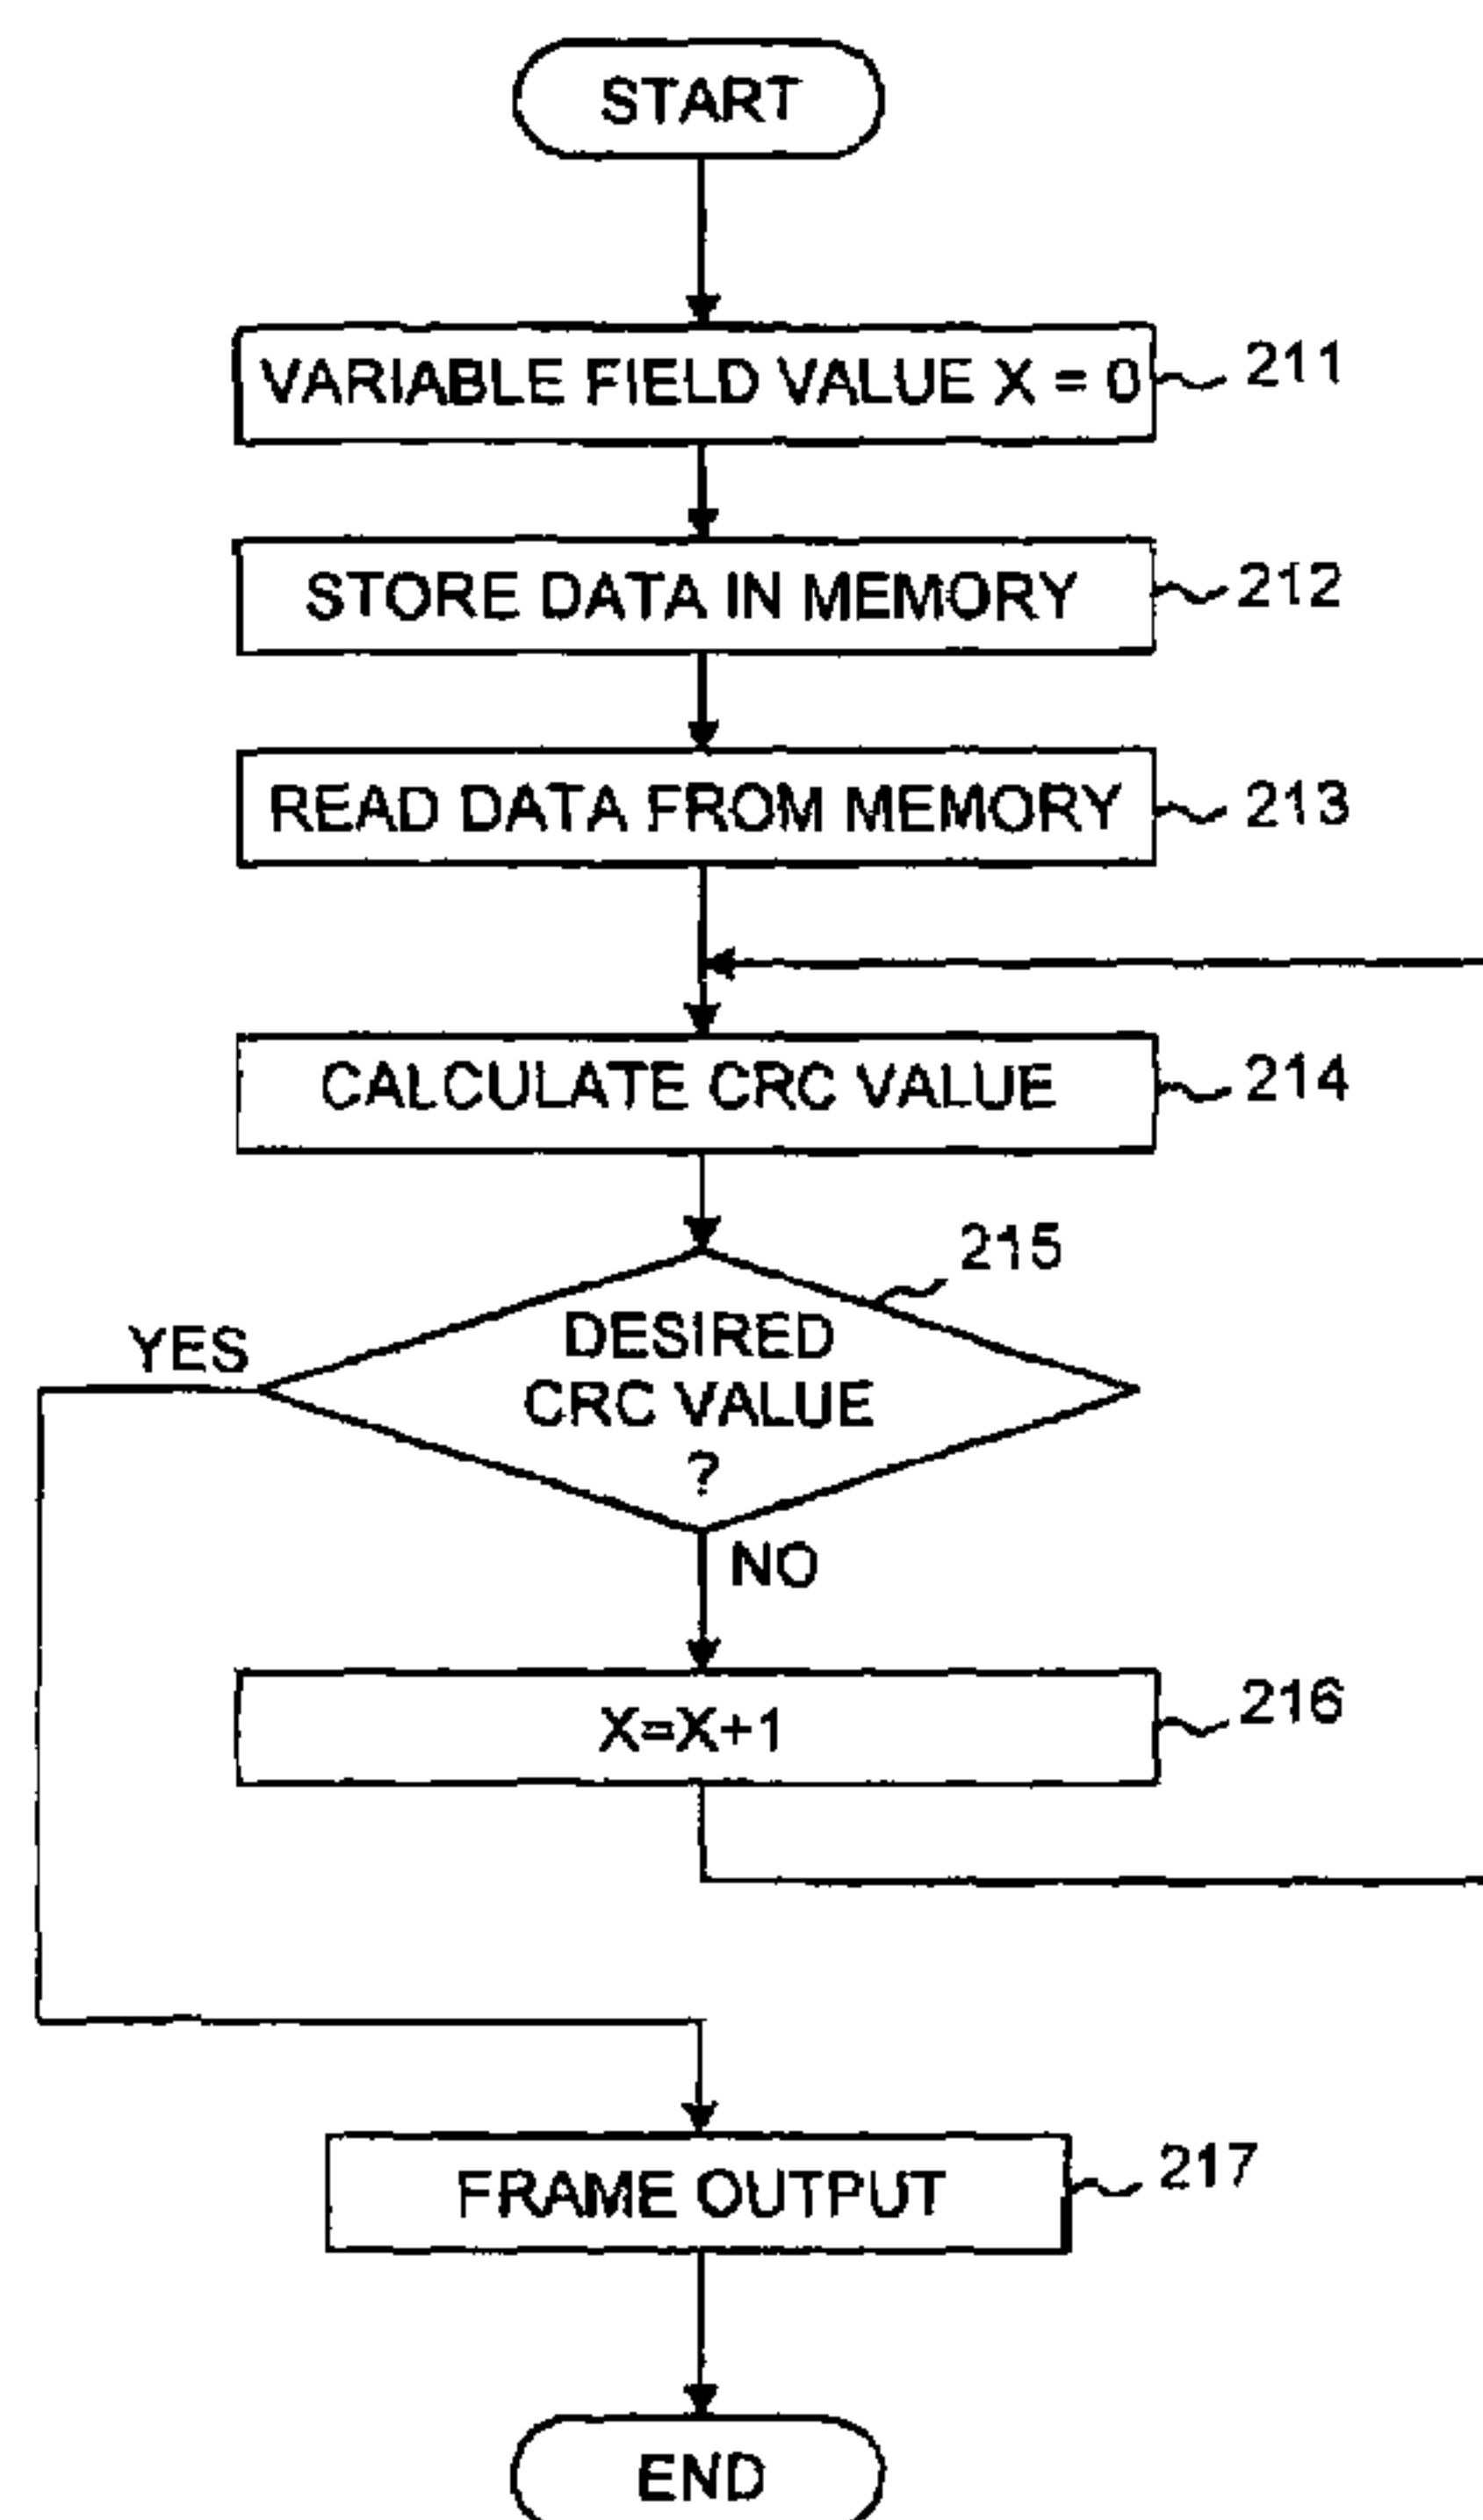 START
VARIABLE FIELD VALUE X = 0
211
STORE DATA IN MEMORY
212
READ DATA FROM MEMORY
213
CALCULATE CRC VALUE
214
215
YES
DESIRED
CRC VALUE
?
NO
X=X+1
216
FRAME OUTPUT
217
END